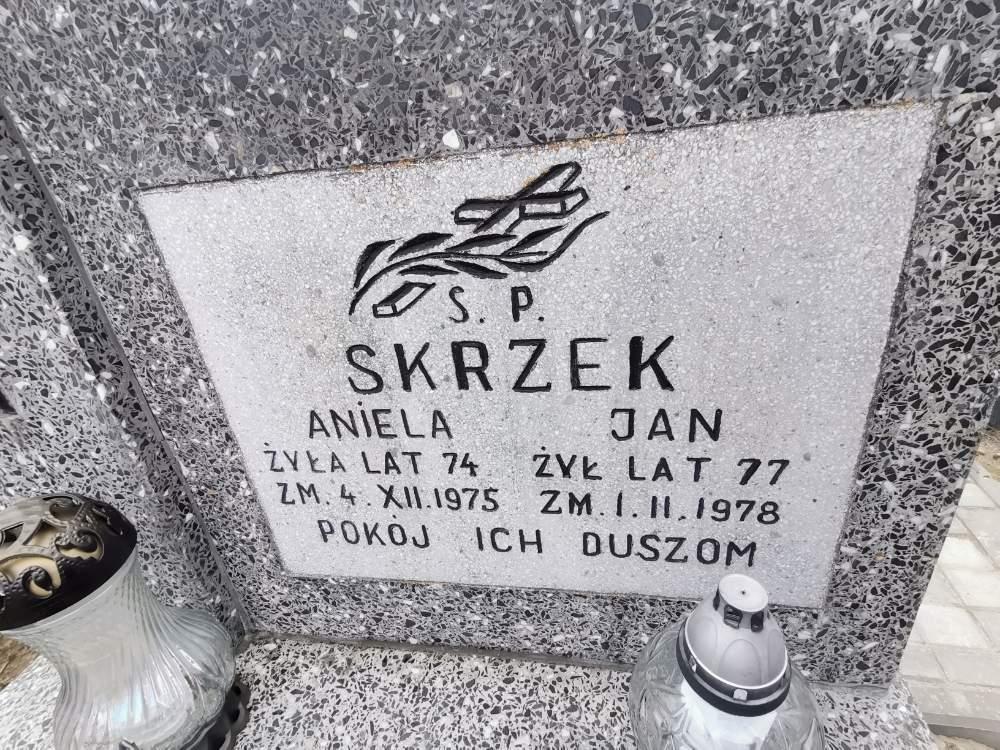 S. P.
SKRZEK
ANIELA JAN
ŻYŁA LAT 74 ŻYŁ LAT 77
ZM. 4. XII. 1975 ZM. 1. II. 1978
POKÓJ ICH DUSZOM